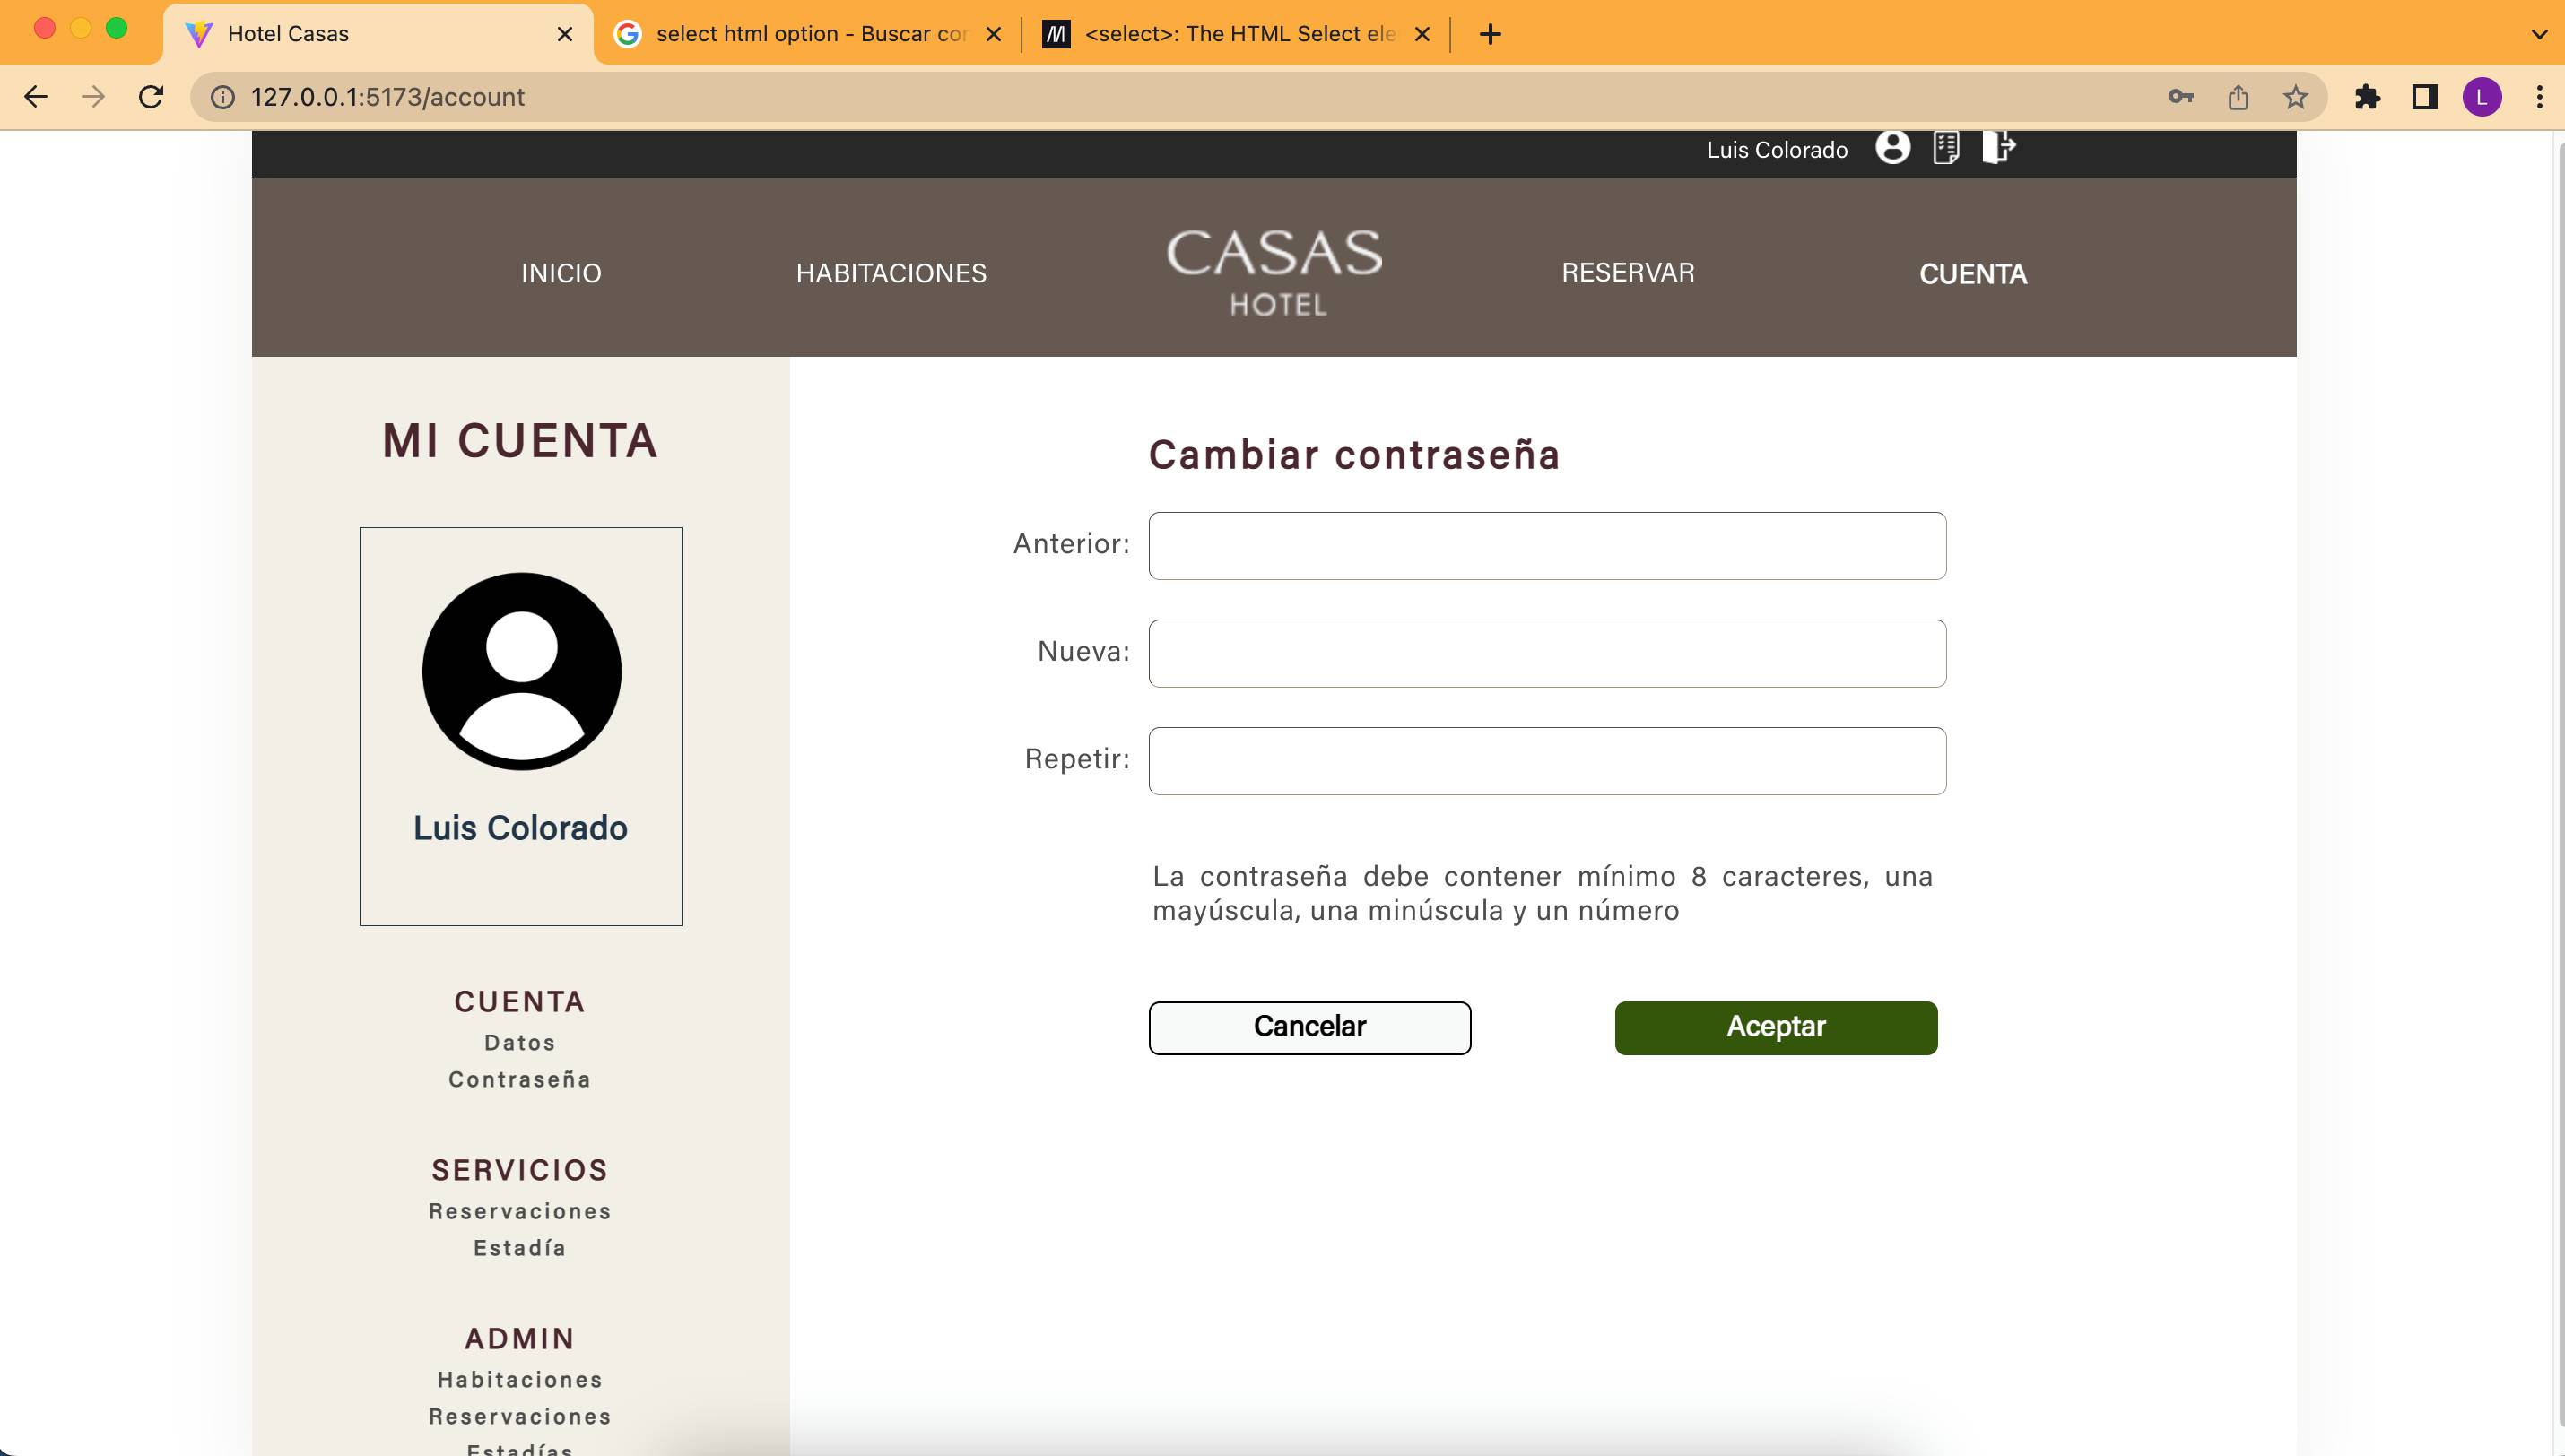 Hotel Casas
select html option - Buscar con
<select>: The HTML Select ele
127.0.0.1:5173/account
L
Luis Colorado
INICIO
HABITACIONES
CASAS
HOTEL
RESERVAR
CUENTA
MI CUENTA
Luis Colorado
CUENTA
Datos
Contraseña
SERVICIOS
Reservaciones
Estadía
ADMIN
Habitaciones
Reservaciones
Estadías
Cambiar contraseña
Anterior:
Nueva:
Repetir:
La contraseña debe contener mínimo 8 caracteres, una
mayúscula, una minúscula y un número
Cancelar
Aceptar